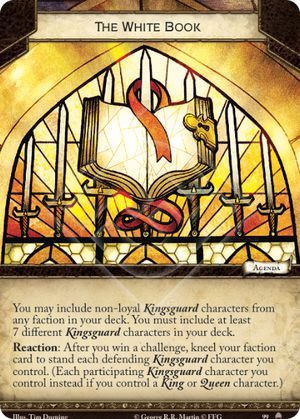 The White Book
Agenda
You may include non-loyal Kingsguard characters from
any faction in your deck. You must include at least
7 different Kingsguard characters in your deck.
Reaction: After you win a challenge, kneel your faction
card to stand each defending Kingsguard character you
control. (Each participating Kingsguard character you
control instead if you control a King or Queen character.)
Illus. Tim Durning
© George R.R. Martin © FFG
99